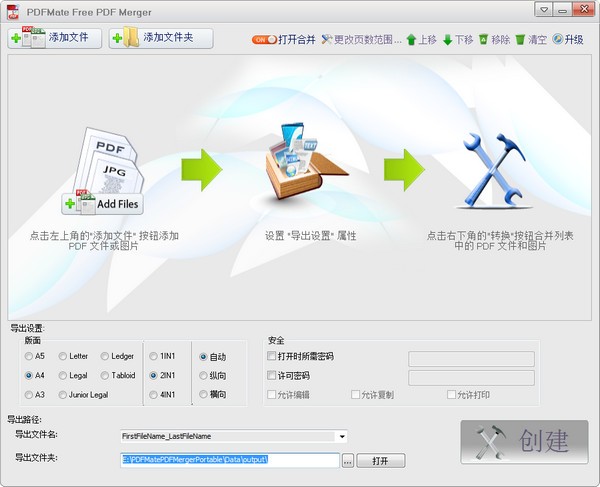 PDFMate Free PDF Merger
添加文件
添加文件夹
ON 打开合并
更改页数范围...
上移
下移
移除
清空
升级
PDF
JPG
Add Files
TEXT
点击左上角的"添加文件" 按钮添加
PDF 文件或图片
设置 "导出设置" 属性
点击右下角的"转换"按钮合并列表
中的 PDF 文件和图片
导出设置:
版面
A5 Letter Ledger 1IN1 自动
A4 Legal Tabloid 2IN1 纵向
A3 Junior Legal 4IN1 横向
安全
打开时所需密码
许可密码
允许编辑 允许复制 允许打印
导出路径:
导出文件名: FirstFileName_LastFileName
导出文件夹: E:\PDFMatePDFMergerPortable\Data\output\ ... 打开
创建